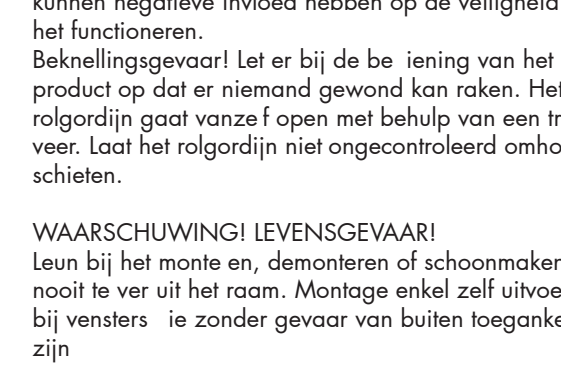 kunnen negatieve invloed hebben op de veiligheid
het functioneren.
Beknellingsgevaar! Let er bij de be iening van het
product op dat er niemand gewond kan raken. Het
rolgordijn gaat vanze f open met behulp van een tr
veer. Laat het rolgordijn niet ongecontroleerd omho
schieten.

WAARSCHUWING! LEVENSGEVAAR!
Leun bij het monte en, demonteren of schoonmaken
nooit te ver uit het raam. Montage enkel zelf uitvoe
bij vensters ie zonder gevaar van buiten toeganke
zijn